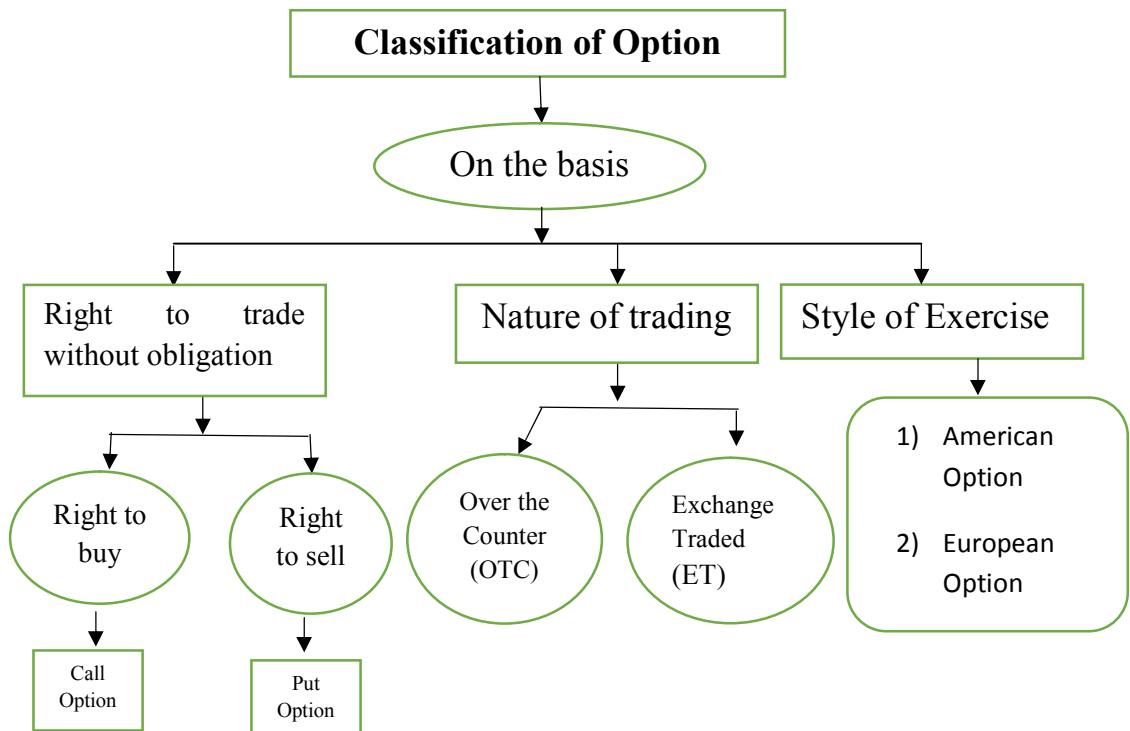 Classification of Option
On the basis
Right to trade
without obligation
Nature of trading
Style of Exercise
Right to
buy
Right
to sell
Over the
Counter
(OTC)
Exchange
Traded
(ET)
1) American
Option
2) European
Option
Call
Option
Put
Option